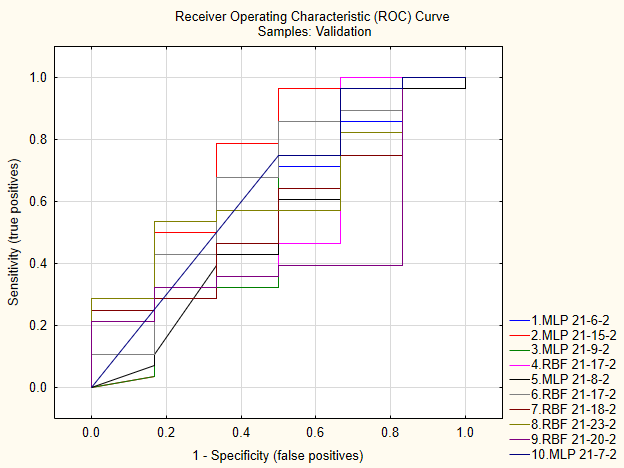 Receiver Operating Characteristic (ROC) Curve
Samples: Validation
Sensitivity (true positives)
1.0
0.8
0.6
0.4
0.2
0.0
0.0 0.2 0.4 0.6 0.8 1.0
1 - Specificity (false positives)
1.MLP 21-6-2
2.MLP 21-15-2
3.MLP 21-9-2
4.RBF 21-17-2
5.MLP 21-8-2
6.RBF 21-17-2
7.RBF 21-18-2
8.RBF 21-23-2
9.RBF 21-20-2
10.MLP 21-7-2